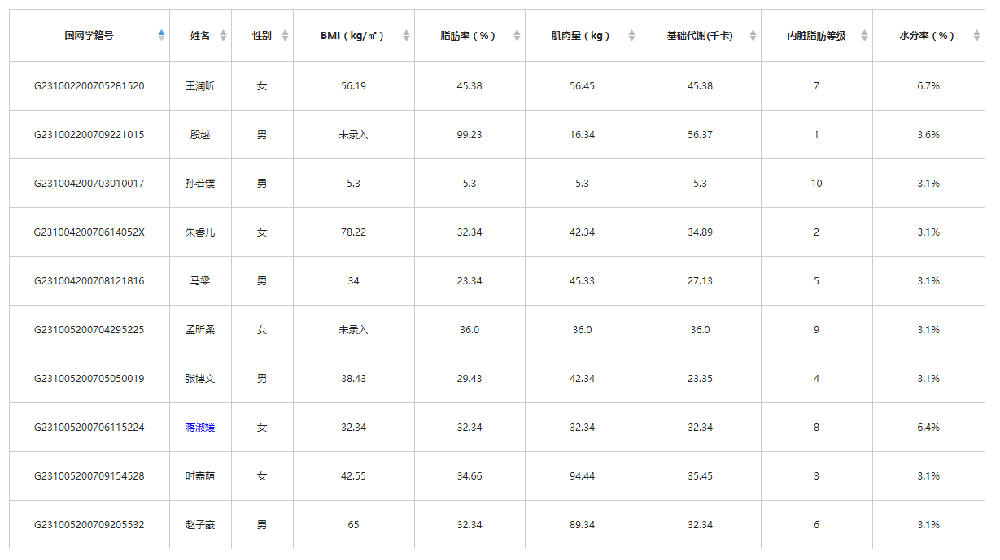 国网学籍号 姓名 性别 BMI（kg/㎡） 脂肪率（%） 肌肉量（kg） 基础代谢(千卡) 内脏脂肪等级 水分率（%）
G231002200705281520 王润昕 女 56.19 45.38 56.45 45.38 7 6.7%
G231002200709221015 殷越 男 未录入 99.23 16.34 56.37 1 3.6%
G231004200703010017 孙若镤 男 5.3 5.3 5.3 5.3 10 3.1%
G23100420070614052X 朱睿儿 女 78.22 32.34 42.34 34.89 2 3.1%
G231004200708121816 马梁 男 34 23.34 45.33 27.13 5 3.1%
G231005200704295225 孟昕柔 女 未录入 36.0 36.0 36.0 9 3.1%
G231005200705050019 张博文 男 38.43 29.43 42.34 23.35 4 3.1%
G231005200706115224 蒋淑媛 女 32.34 32.34 32.34 32.34 8 6.4%
G231005200709154528 时嘉荫 女 42.55 34.66 94.44 35.45 3 3.1%
G231005200709205532 赵子豪 男 65 32.34 89.34 32.34 6 3.1%